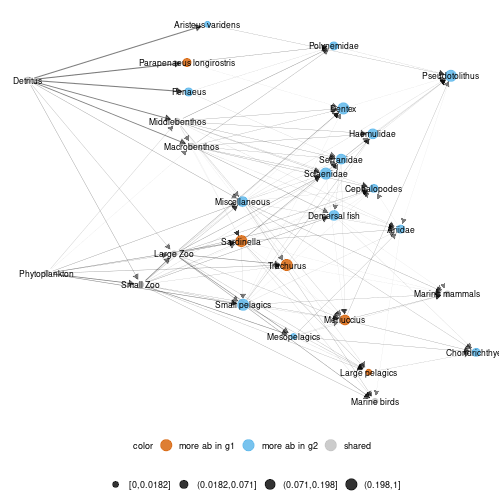 Aristeus varidens
Polynemidae
Parapenaeus longirostris
Detritus
Pseudotolithus
Penaeus
Dentex
Middlebenthos
Haemulidae
Macrobenthos
Serranidae
Sciaenidae
Cephalopodes
Miscellaneous
Demersal fish
Ariidae
Sardinella
Large Zoo
Trachurus
Phytoplankton
Small Zoo
Marine mammals
Small pelagics
Merluccius
Mesopelagics
Chondrichthye
Large pelagics
Marine birds
color more ab in g1 more ab in g2 shared
[0,0.0182] (0.0182,0.071] (0.071,0.198] (0.198,1]